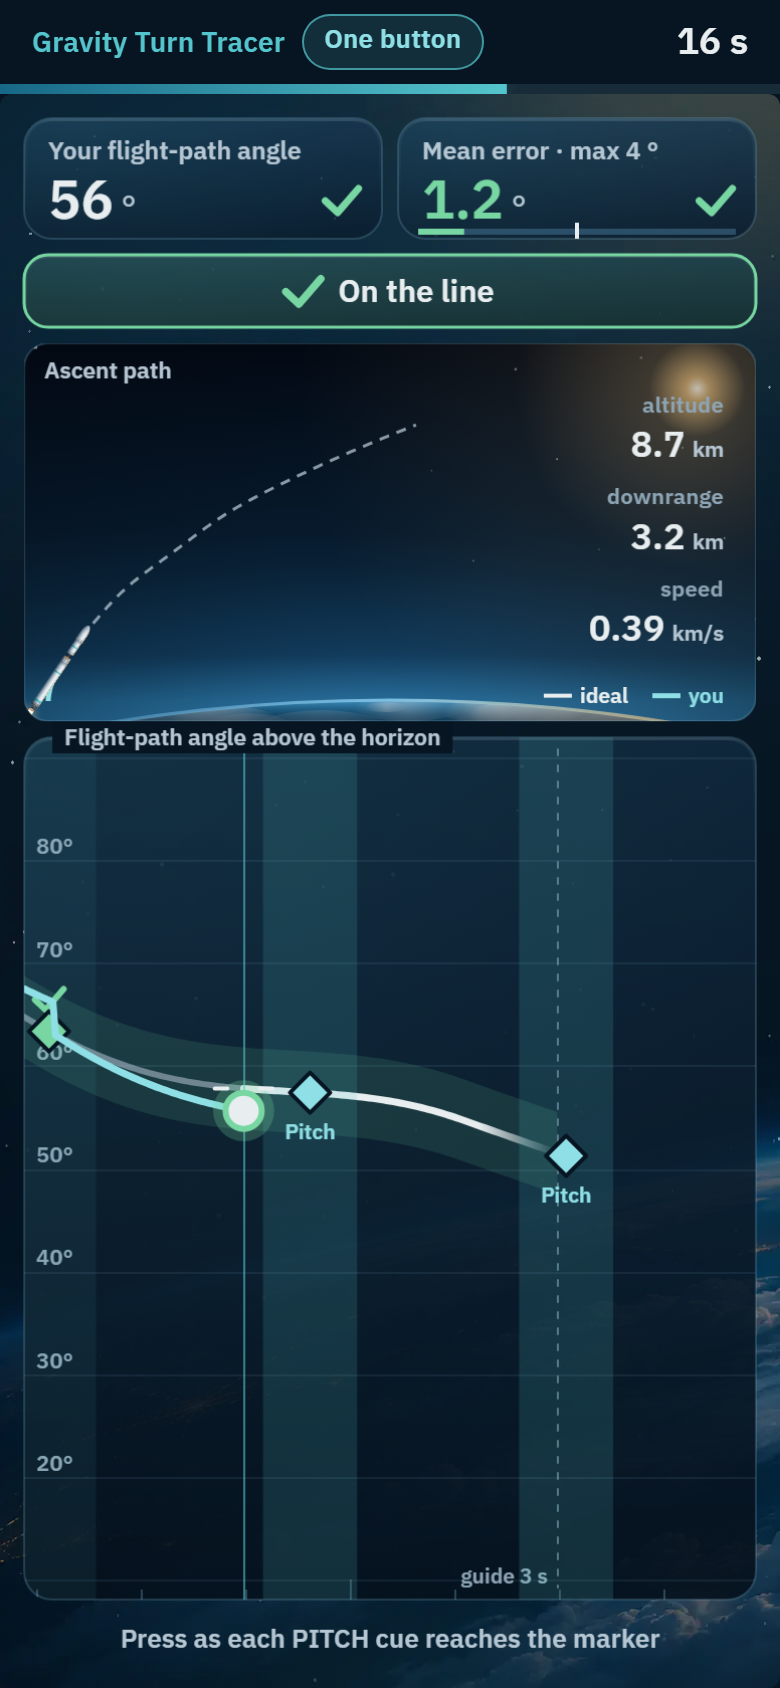 Gravity Turn Tracer
One button
16 s
Your flight-path angle
56 °
Mean error · max 4 °
1.2 °
On the line
Ascent path
altitude
8.7 km
downrange
3.2 km
speed
0.39 km/s
ideal
you
Flight-path angle above the horizon
80°
70°
60°
Pitch
50°
Pitch
40°
30°
20°
guide 3 s
Press as each PITCH cue reaches the marker